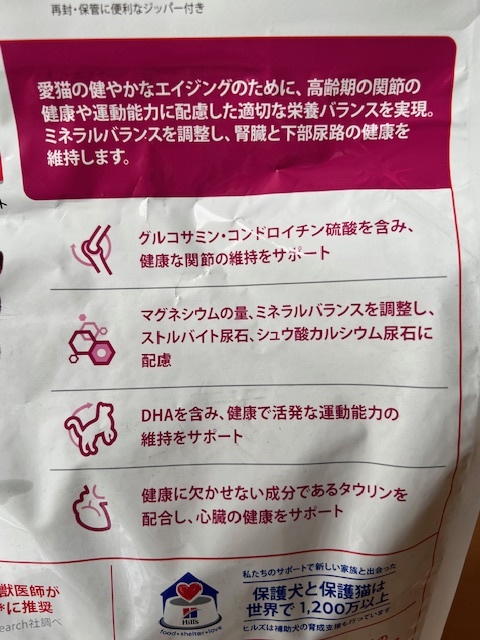 再封・保管に便利なジッパー付き
愛猫の健やかなエイジングのために、高齢期の関節の
健康や運動能力に配慮した適切な栄養バランスを実現。
ミネラルバランスを調整し、腎臓と下部尿路の健康を
維持します。
ト
グルコサミン・コンドロイチン硫酸を含み、
健康な関節の維持をサポート
マグネシウムの量、ミネラルバランスを調整し、
ストルバイト尿石、シュウ酸カルシウム尿石に
配慮
DHAを含み、健康で活発な運動能力の
維持をサポート
健康に欠かせない成分であるタウリンを
配合し、心臓の健康をサポート
獣医師が
*に推奨
search社調べ
Hill's
food・shelter・love
私たちのサポートで新しい家族と出会った
保護犬と保護猫は
世界で1,200万以上
ヒルズは補助犬の育成支援も行っています